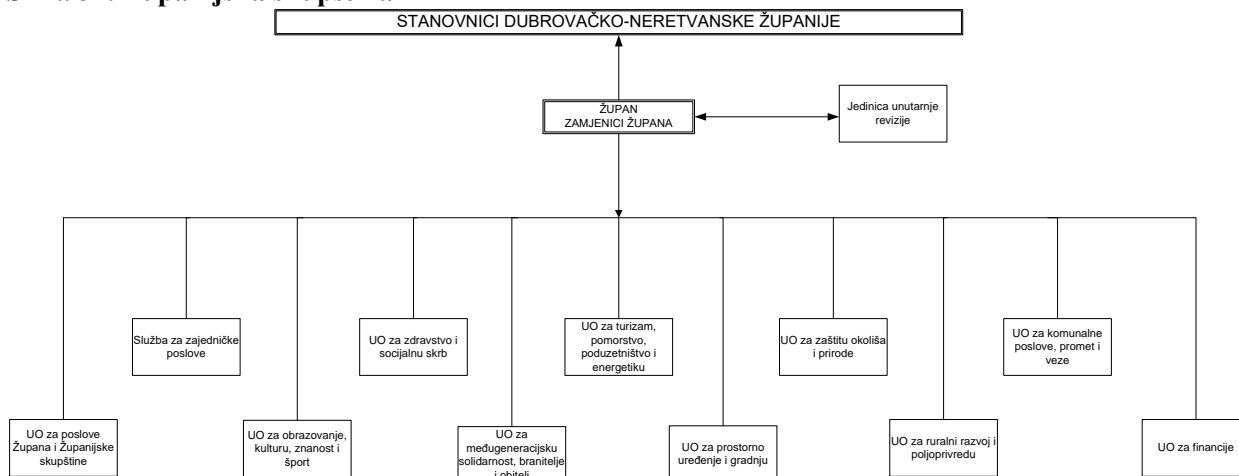 STANOVNICI DUBROVAČKO-NERETVANSKE ŽUPANIJE
ŽUPAN
ZAMJENICI ŽUPANA
Jedinica unutarnje
revizije
Služba za zajedničke
poslove
UO za zdravstvo i
socijalnu skrb
UO za turizam,
pomorstvo,
poduzetništvo i
energetiku
UO za zaštitu okoliša
i prirode
UO za komunalne
poslove, promet i
veze
UO za poslove
Župana i Županijske
skupštine
UO za obrazovanje,
kulturu, znanost i
šport
UO za
međugeneracijsku
solidarnost, branitelje
i obitelj
UO za prostorno
uređenje i gradnju
UO za ruralni razvoj i
poljoprivredu
UO za financije